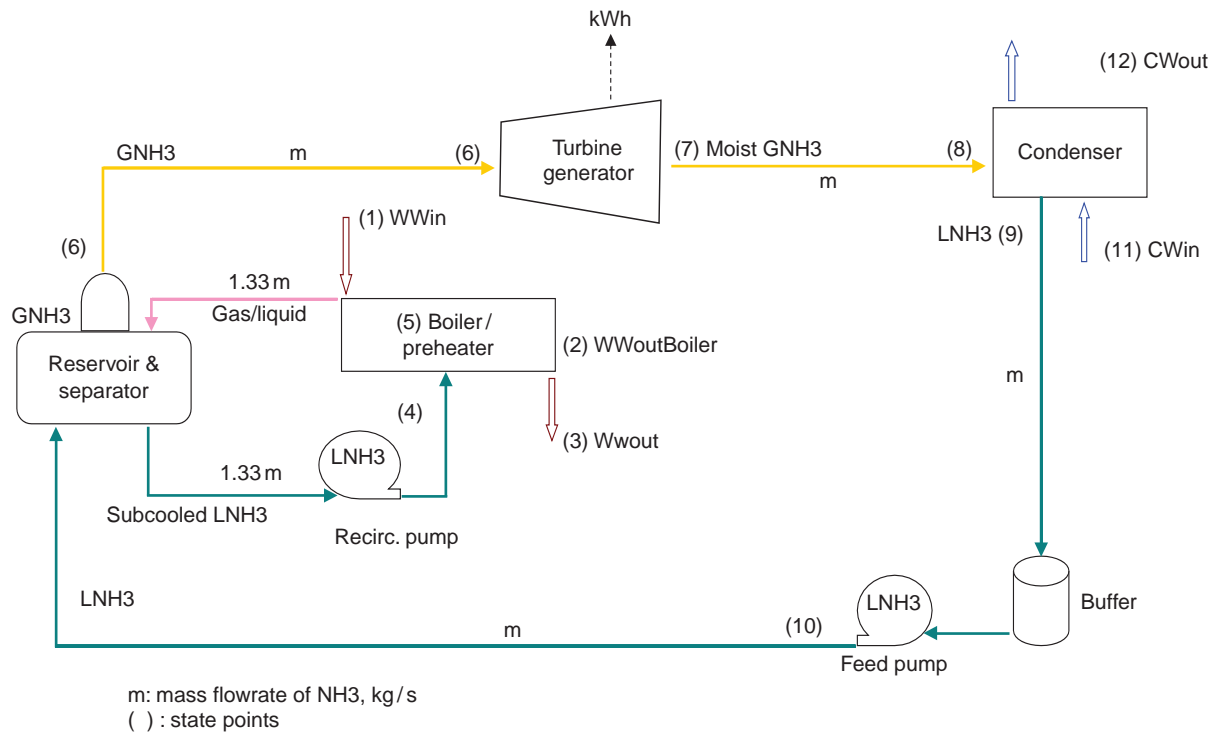 kWh
(12) CWout
GNH3
m
(6)
Turbine
generator
(7) Moist GNH3
m
(8)
Condenser
(1) WWin
LNH3 (9)
(11) CWin
(6)
1.33 m
Gas/liquid
GNH3
Reservoir &
separator
(5) Boiler/
preheater
(2) WWoutBoiler
m
(4)
(3) Wwout
LNH3
1.33 m
Subcooled LNH3
Recirc. pump
LNH3
LNH3
Buffer
m
(10)
Feed pump
m: mass flowrate of NH3, kg/s
( ) : state points